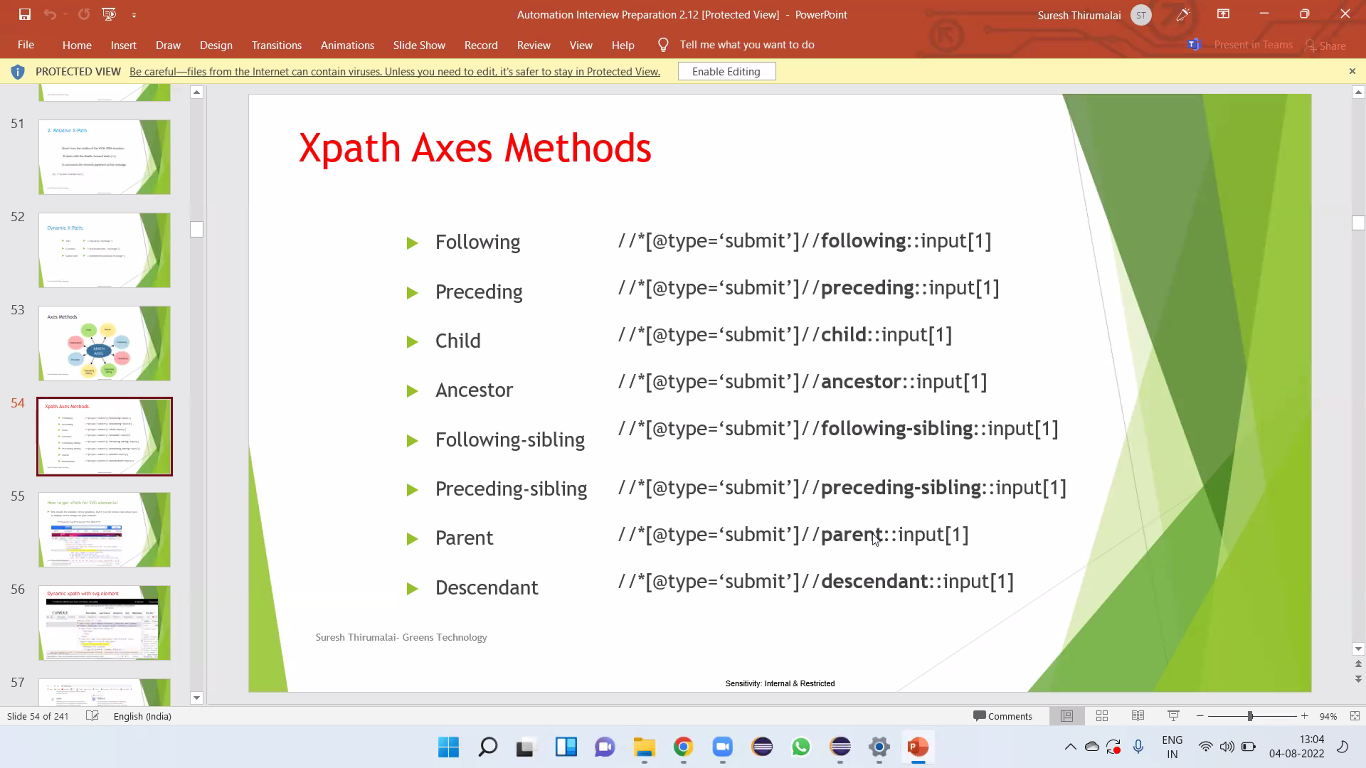 Automation Interview Preparation 2.12 [Protected View] - PowerPoint
Suresh Thirumalai
ST
File Home Insert Draw Design Transitions Animations Slide Show Record Review View Help Tell me what you want to do
Present in Teams
Share
PROTECTED VIEW Be careful—files from the Internet can contain viruses. Unless you need to edit, it's safer to stay in Protected View. Enable Editing
51
52
Dynamic X Path:
53
Axes Methods
54
Xpath Axes Methods
55
56
Dynamic xpath with svg element
57
Xpath Axes Methods
Following //*[@type=‘submit’]//following::input[1]
Preceding //*[@type=‘submit’]//preceding::input[1]
Child //*[@type=‘submit’]//child::input[1]
Ancestor //*[@type=‘submit’]//ancestor::input[1]
Following-sibling //*[@type=‘submit’]//following-sibling::input[1]
Preceding-sibling //*[@type=‘submit’]//preceding-sibling::input[1]
Parent //*[@type=‘submit’]//parent::input[1]
Descendant //*[@type=‘submit’]//descendant::input[1]
Suresh Thirumalai- Greens Technology
Sensitivity: Internal & Restricted
Slide 54 of 241 English (India) Comments 94%
ENG
IN
13:04
04-08-2022